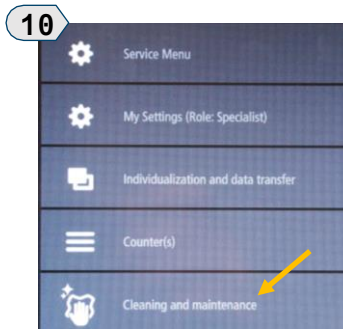 10
Service Menu
My Settings (Role: Specialist)
Individualization and data transfer
Counter(s)
Cleaning and maintenance